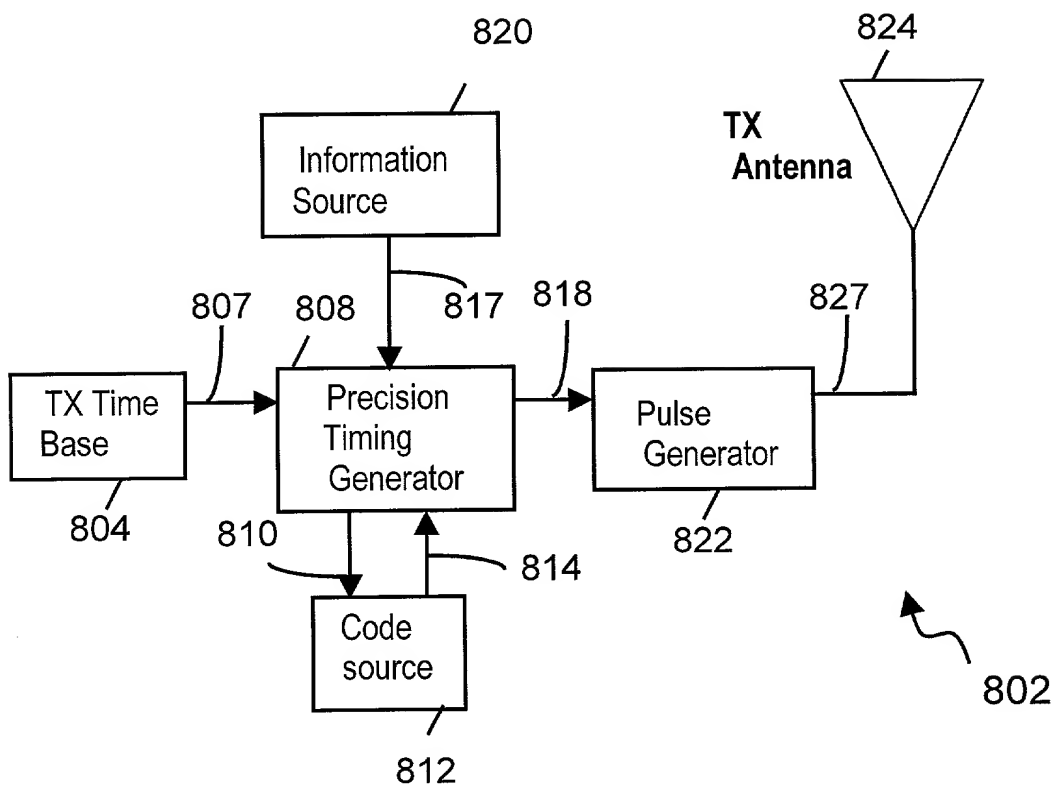 820
824
TX
Antenna
Information
Source
807
808
817
818
827
TX Time
Base
Precision
Timing
Generator
Pulse
Generator
804
810
814
822
Code
source
802
812